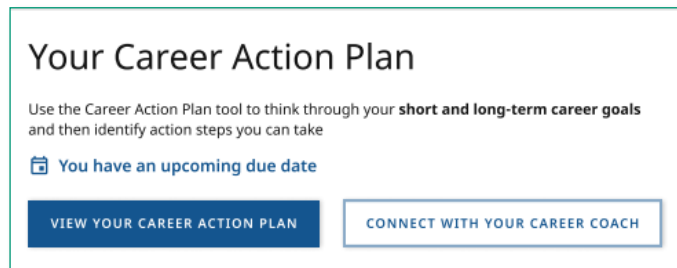 Your Career Action Plan
Use the Career Action Plan tool to think through your short and long-term career goals
and then identify action steps you can take
You have an upcoming due date
VIEW YOUR CAREER ACTION PLAN
CONNECT WITH YOUR CAREER COACH